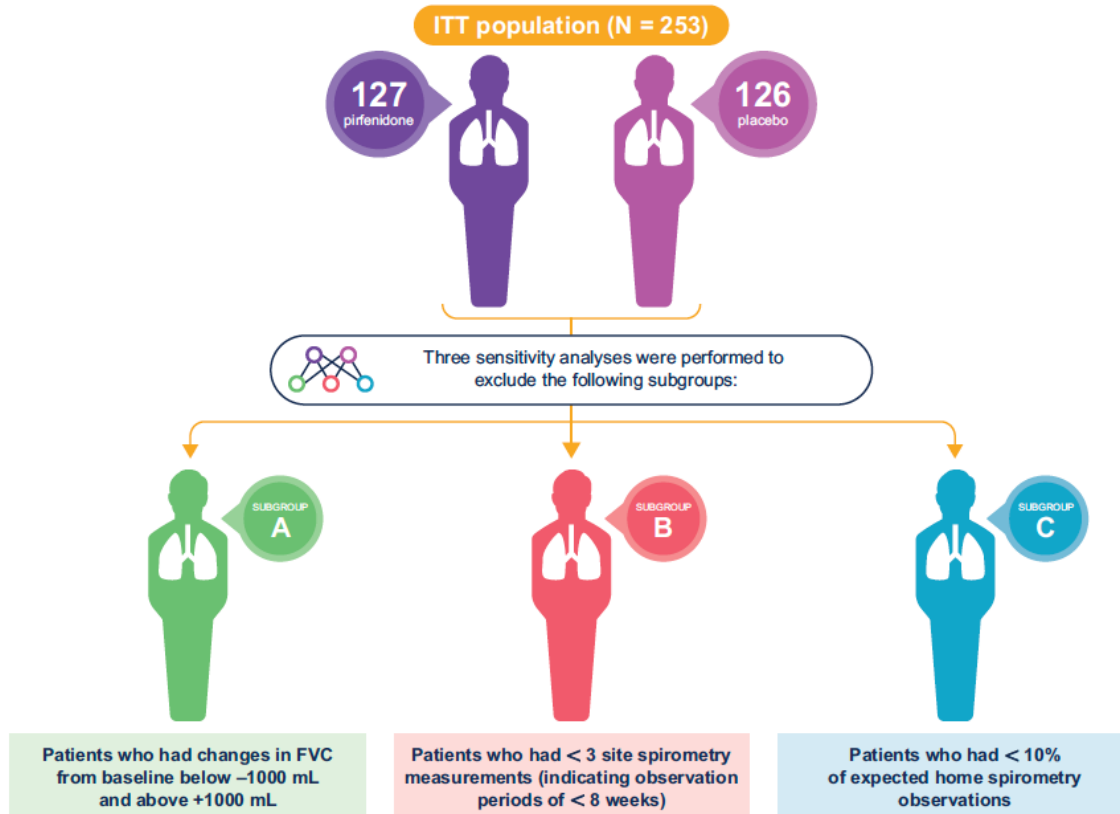 ITT population (N = 253)
127
pirfenidone
126
placebo
Three sensitivity analyses were performed to
exclude the following subgroups:
SUBGROUP
A
SUBGROUP
B
SUBGROUP
C
Patients who had changes in FVC
from baseline below –1000 mL
and above +1000 mL
Patients who had < 3 site spirometry
measurements (indicating observation
periods of < 8 weeks)
Patients who had < 10%
of expected home spirometry
observations